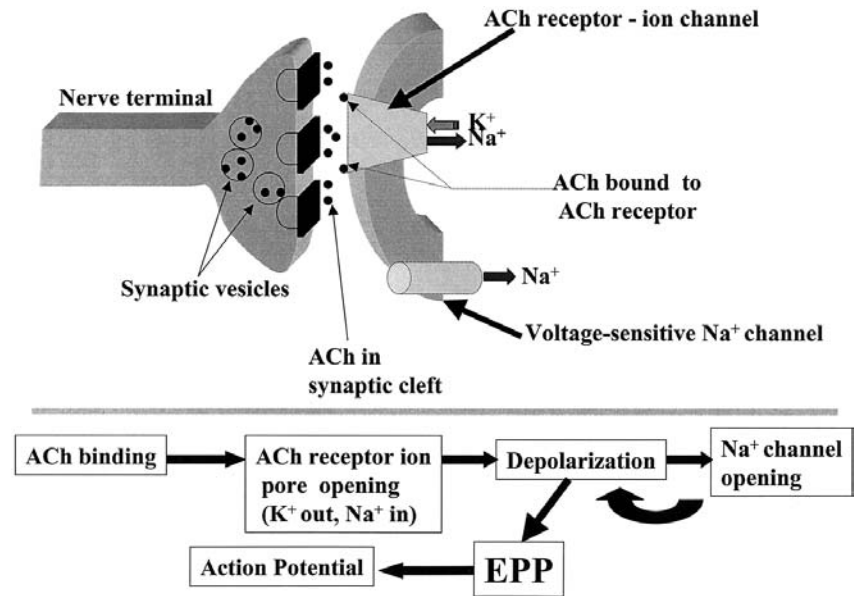 ACh receptor - ion channel
Nerve terminal
K⁺
Na⁺
ACh bound to
ACh receptor
Na⁺
Synaptic vesicles
Voltage-sensitive Na⁺ channel
ACh in
synaptic cleft
ACh binding
ACh receptor ion
pore opening
(K⁺ out, Na⁺ in)
Depolarization
Na⁺ channel
opening
Action Potential
EPP